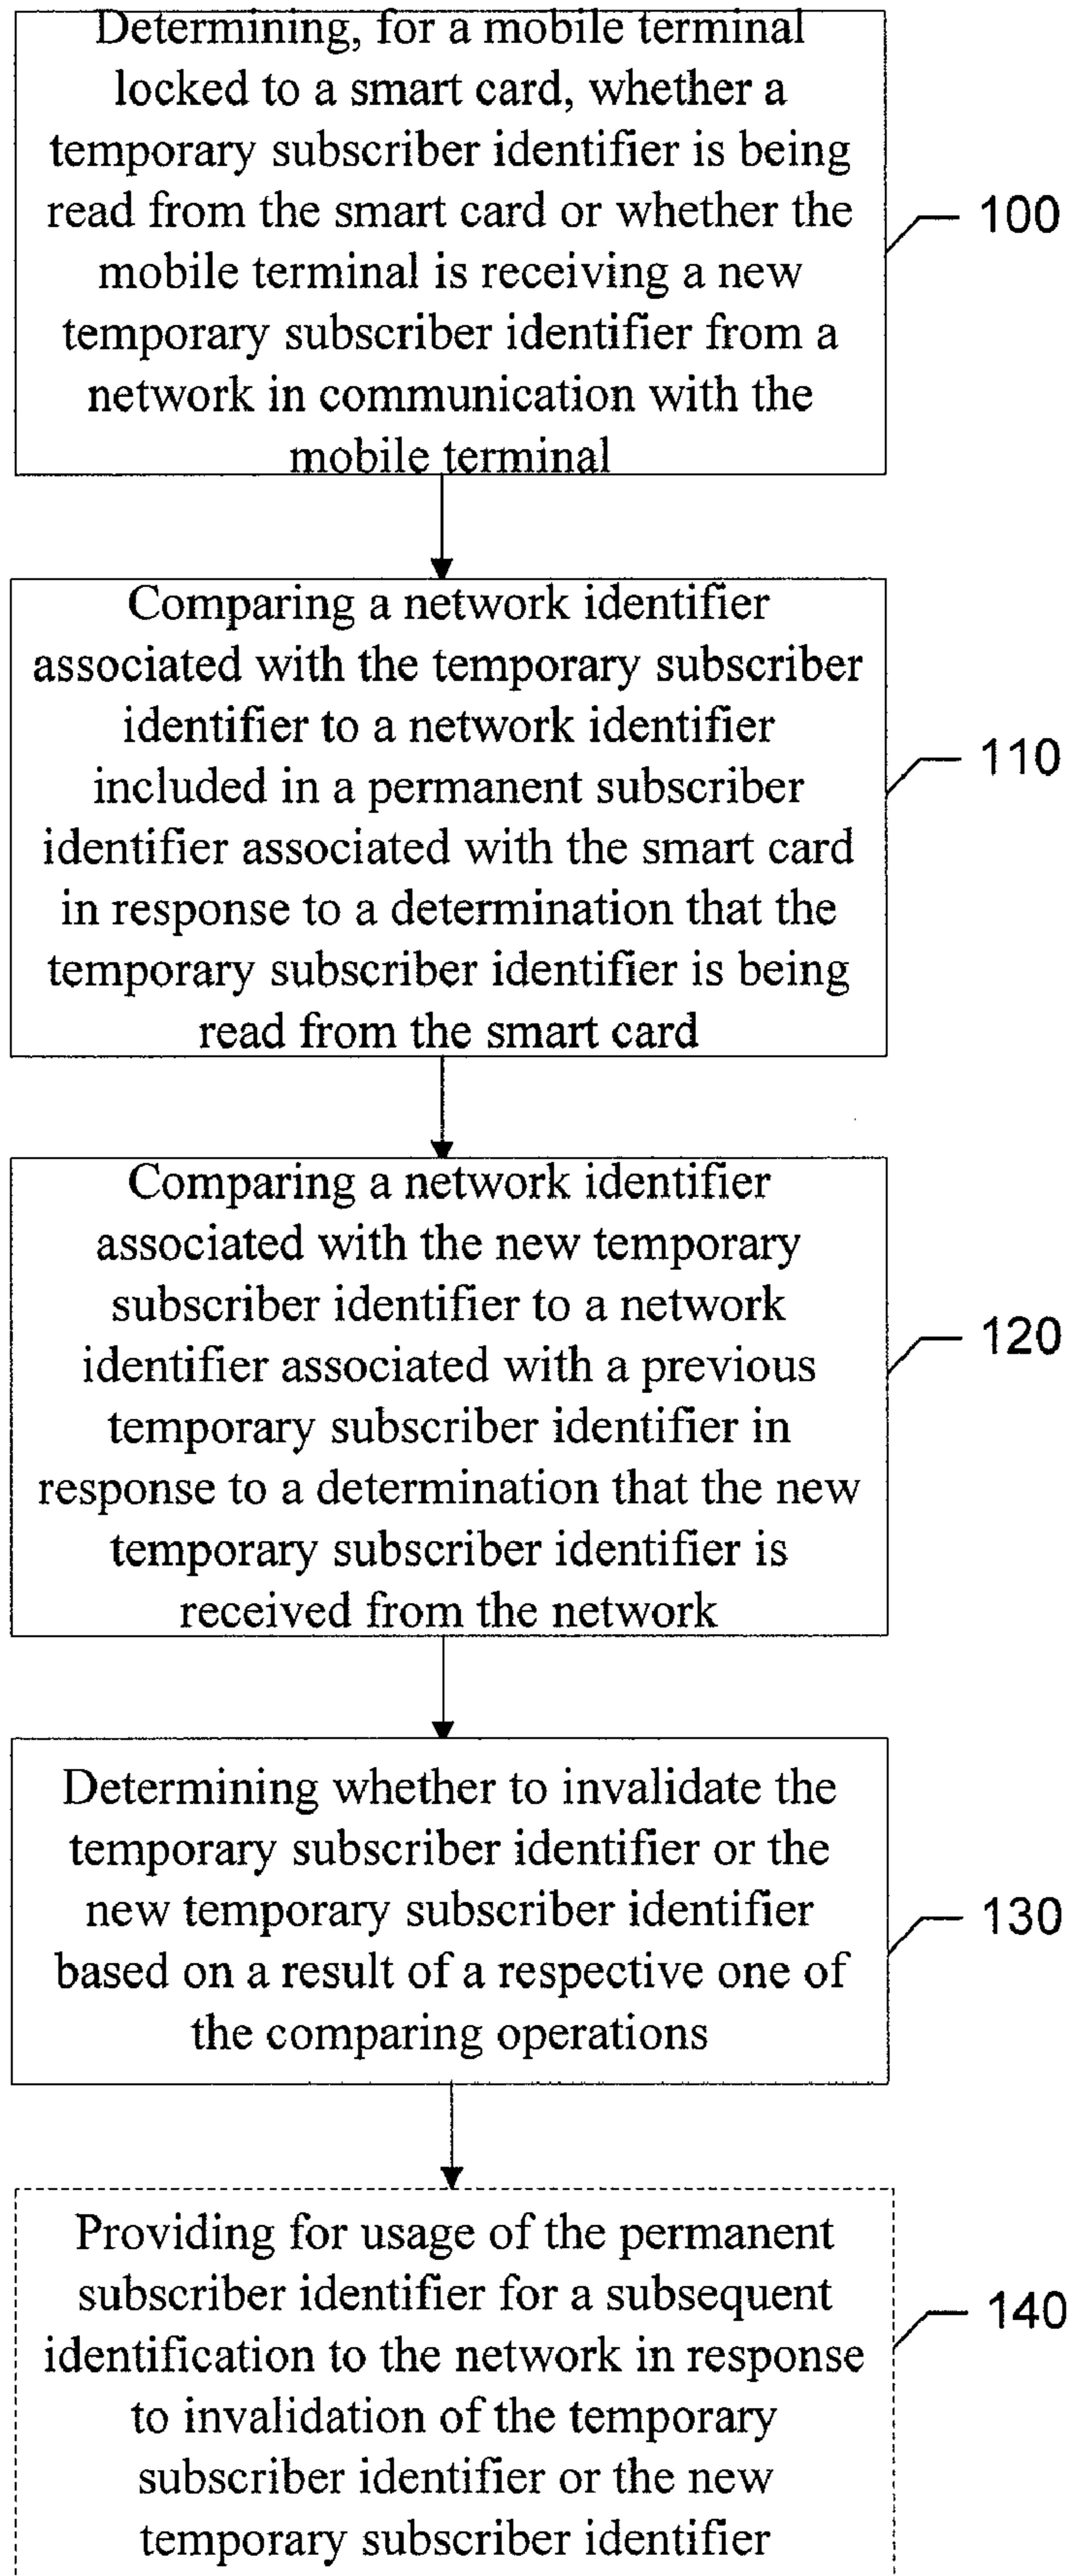 Determining, for a mobile terminal
locked to a smart card, whether a
temporary subscriber identifier is being
read from the smart card or whether the
mobile terminal is receiving a new
temporary subscriber identifier from a
network in communication with the
mobile terminal
100
Comparing a network identifier
associated with the temporary subscriber
identifier to a network identifier
included in a permanent subscriber
identifier associated with the smart card
in response to a determination that the
temporary subscriber identifier is being
read from the smart card
110
Comparing a network identifier
associated with the new temporary
subscriber identifier to a network
identifier associated with a previous
temporary subscriber identifier in
response to a determination that the new
temporary subscriber identifier is
received from the network
120
Determining whether to invalidate the
temporary subscriber identifier or the
new temporary subscriber identifier
based on a result of a respective one of
the comparing operations
130
Providing for usage of the permanent
subscriber identifier for a subsequent
identification to the network in response
to invalidation of the temporary
subscriber identifier or the new
temporary subscriber identifier
140